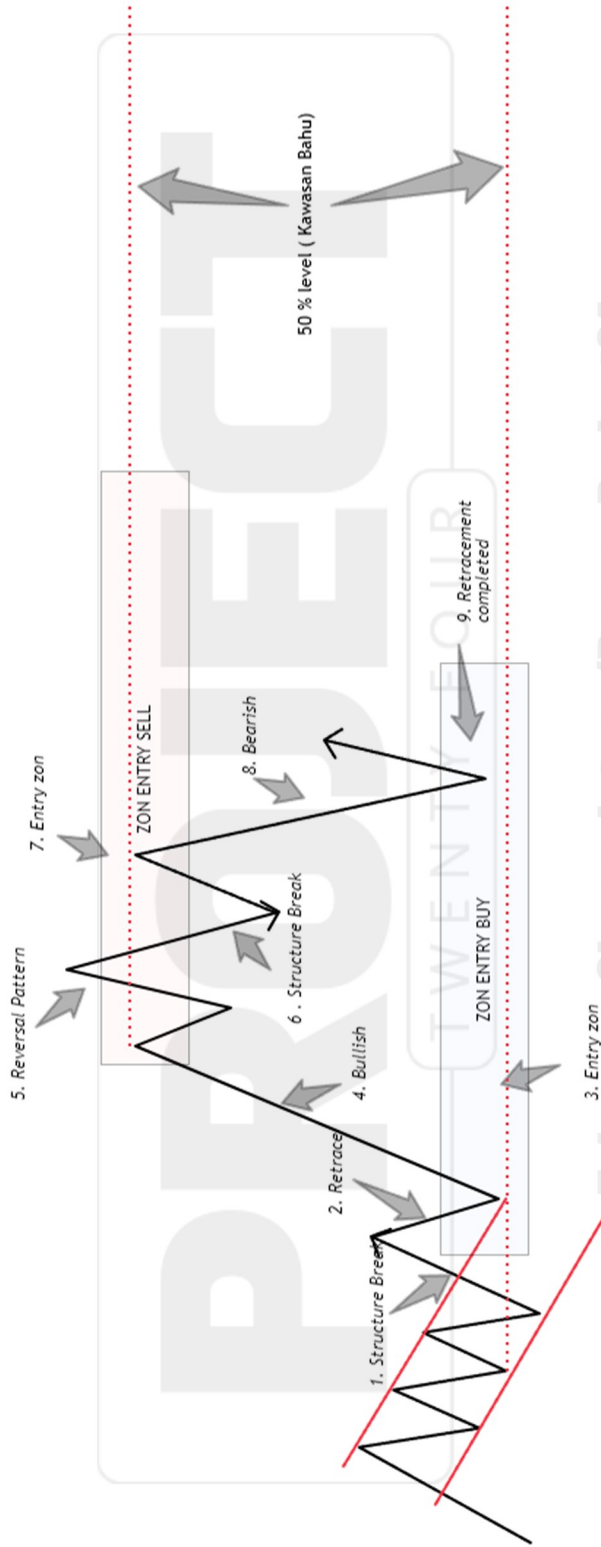 5. Reversal Pattern
7. Entry zon
ZON ENTRY SELL
50 % level ( Kawasan Bahu)
8. Bearish
6 . Structure Break
4. Bullish
2. Retrace
1. Structure Break
9. Retracement
completed
ZON ENTRY BUY
3. Entry zon
PROJECT
TWENTY FOUR